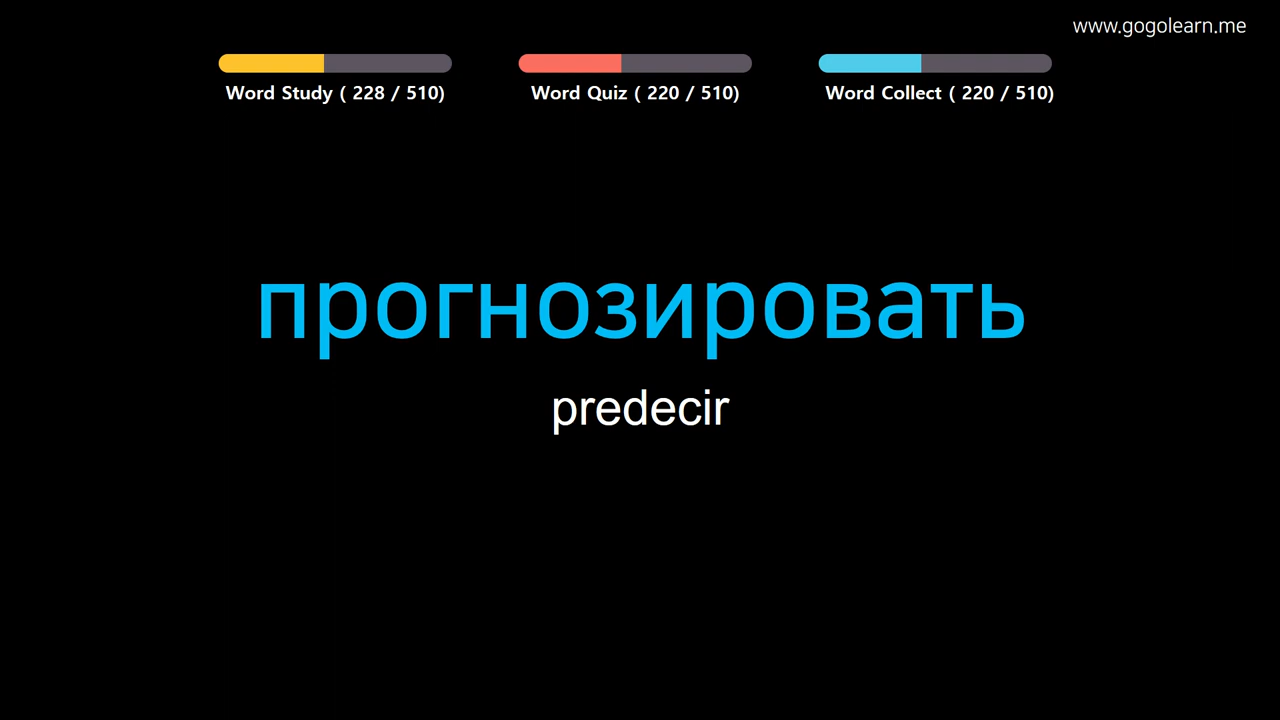 www.gogolearn.me
Word Study ( 228 / 510)
Word Quiz ( 220 / 510)
Word Collect ( 220 / 510)
прогнозировать
predecir